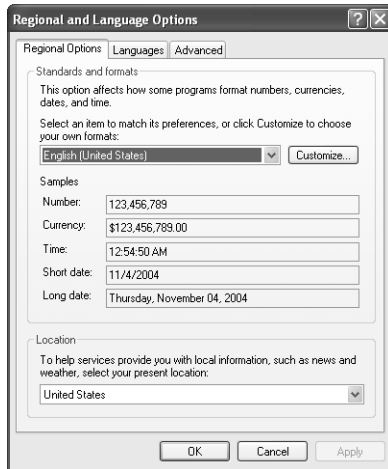 Regional and Language Options
Regional Options Languages Advanced
Standards and formats
This option affects how some programs format numbers, currencies,
dates, and time.
Select an item to match its preferences, or click Customize to choose
your own formats:
English (United States) Customize...
Samples
Number: 123,456,789
Currency: $123,456,789.00
Time: 12:54:50 AM
Short date: 11/4/2004
Long date: Thursday, November 04, 2004
Location
To help services provide you with local information, such as news and
weather, select your present location:
United States
OK Cancel Apply